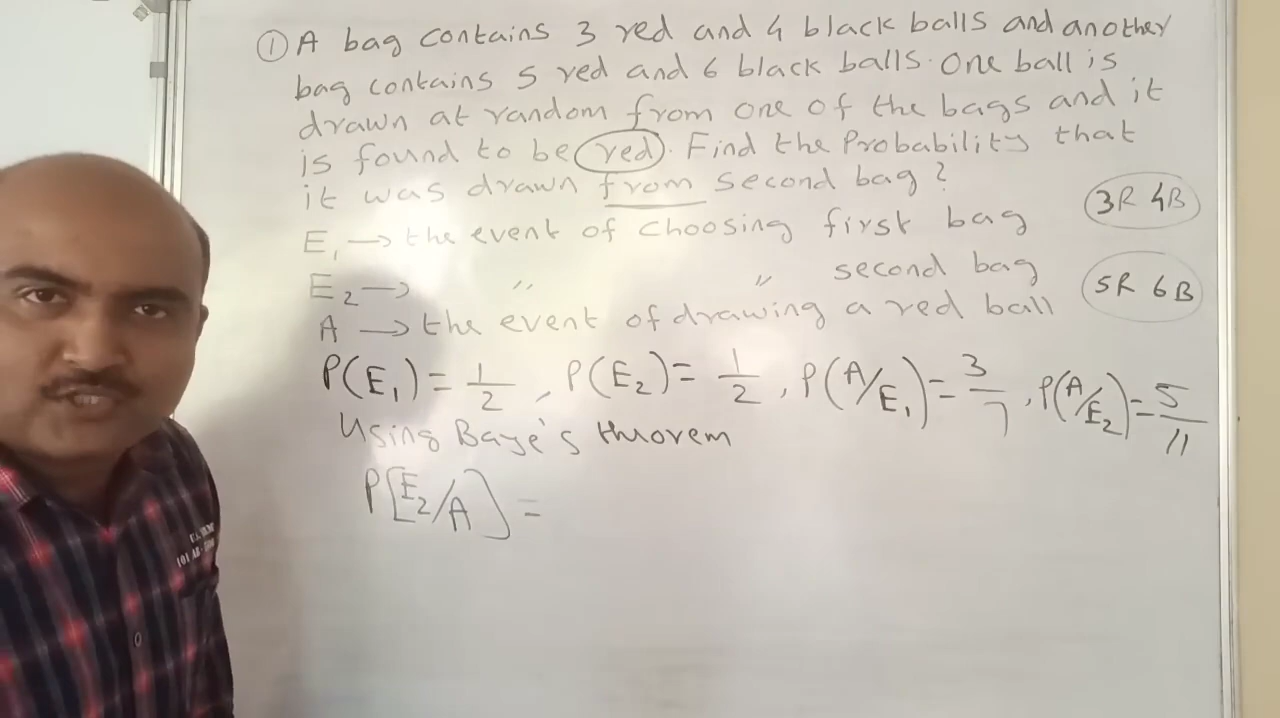 ① A bag contains 3 red and 4 black balls and another
bag contains 5 red and 6 black balls. One ball is
drawn at random from one of the bags and it
is found to be red. Find the Probability that
it was drawn from second bag?
3R 4B
E₁ → the event of choosing first bag
E₂ → " " second bag
5R 6B
A → the event of drawing a red ball
P(E₁) = 1/2, P(E₂) = 1/2, P(A/E₁) = 3/7, P(A/E₂) = 5/11
Using Baye's thuorem
P[E₂/A] =